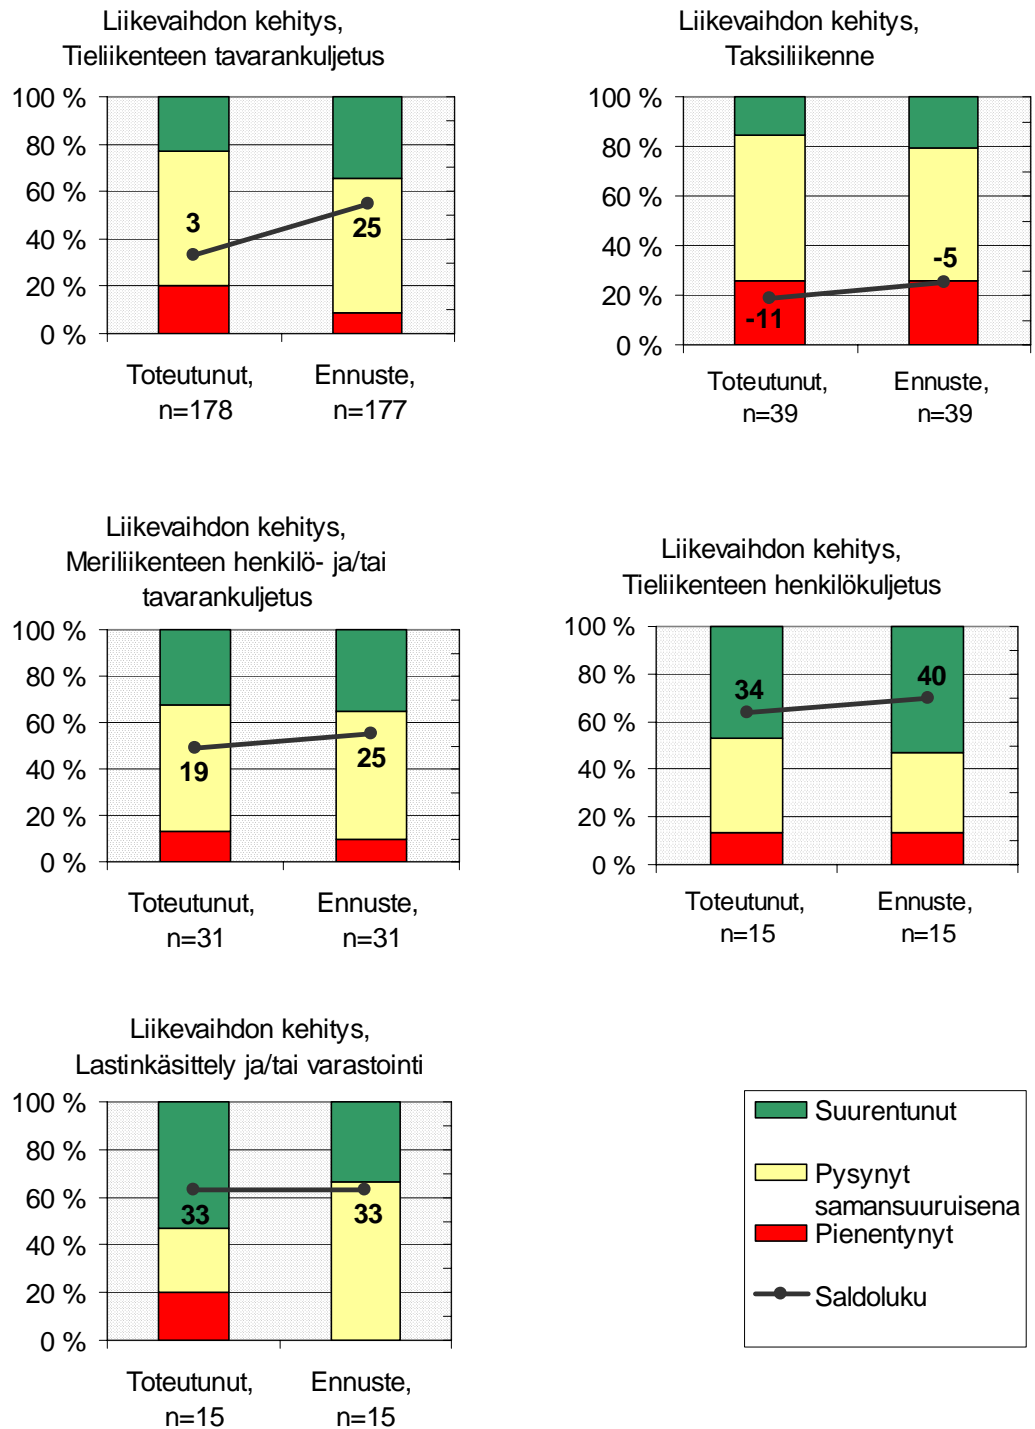 Liikevaihdon kehitys,
Tieliikenteen tavarankuljetus
100 %
80 %
60 %
40 %
20 %
0 %
3
25
Toteutunut,
n=178
Ennuste,
n=177
Liikevaihdon kehitys,
Taksiliikenne
100 %
80 %
60 %
40 %
20 %
0 %
-11
-5
Toteutunut,
n=39
Ennuste,
n=39
Liikevaihdon kehitys,
Meriliikenteen henkilö- ja/tai
tavarankuljetus
100 %
80 %
60 %
40 %
20 %
0 %
19
25
Toteutunut,
n=31
Ennuste,
n=31
Liikevaihdon kehitys,
Tieliikenteen henkilökuljetus
100 %
80 %
60 %
40 %
20 %
0 %
34
40
Toteutunut,
n=15
Ennuste,
n=15
Liikevaihdon kehitys,
Lastinkäsittely ja/tai varastointi
100 %
80 %
60 %
40 %
20 %
0 %
33
33
Toteutunut,
n=15
Ennuste,
n=15
Suurentunut
Pysynyt
samansuuruisena
Pienentynyt
Saldoluku